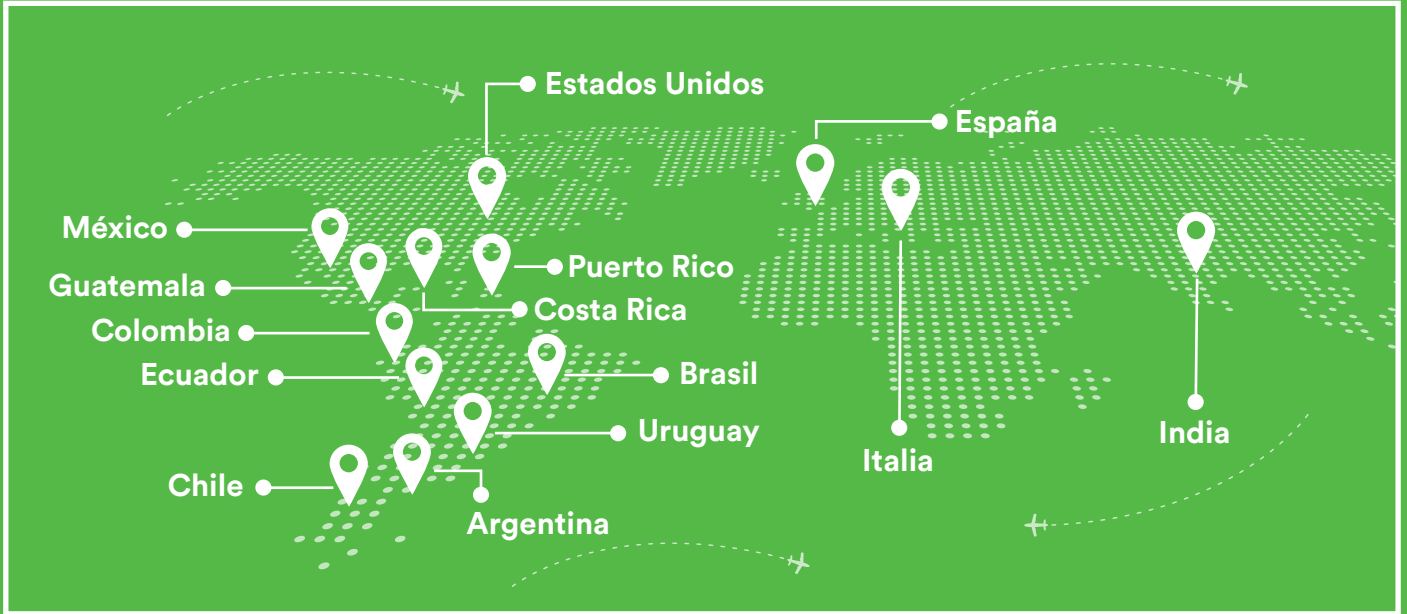 Estados Unidos
España
México
Puerto Rico
Guatemala
Costa Rica
Colombia
Ecuador
Brasil
Uruguay
India
Italia
Chile
Argentina